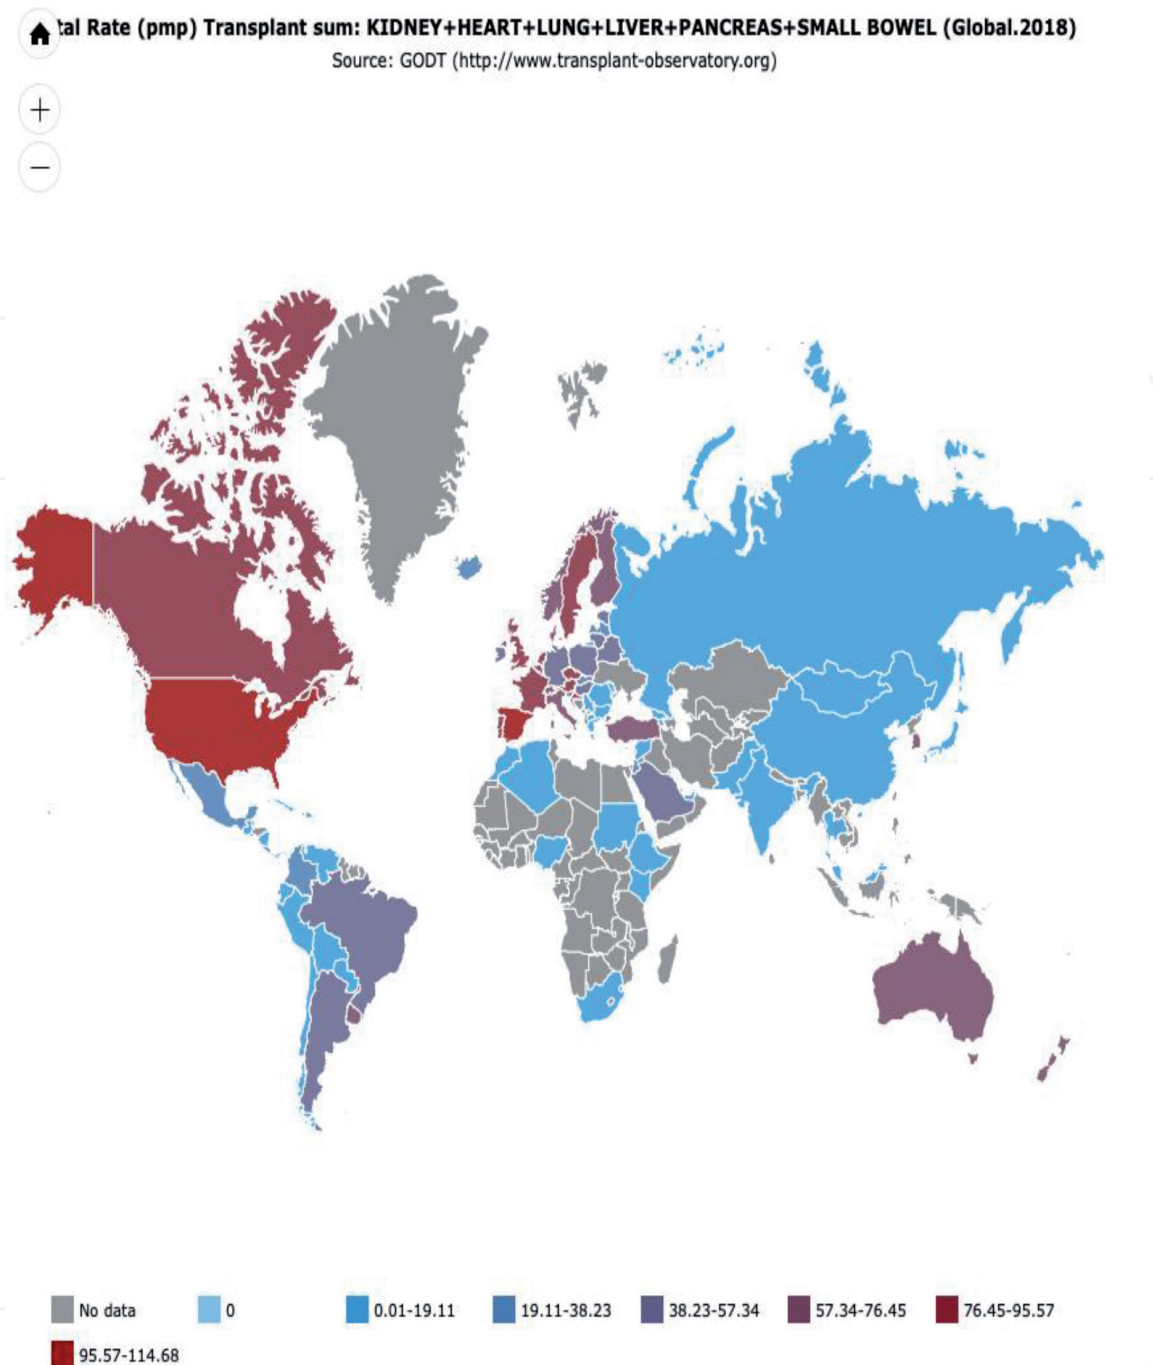 tal Rate (pmp) Transplant sum: KIDNEY+HEART+LUNG+LIVER+PANCREAS+SMALL BOWEL (Global.2018)
Source: GODT (http://www.transplant-observatory.org)
+
−
No data 0 0.01-19.11 19.11-38.23 38.23-57.34 57.34-76.45 76.45-95.57
95.57-114.68